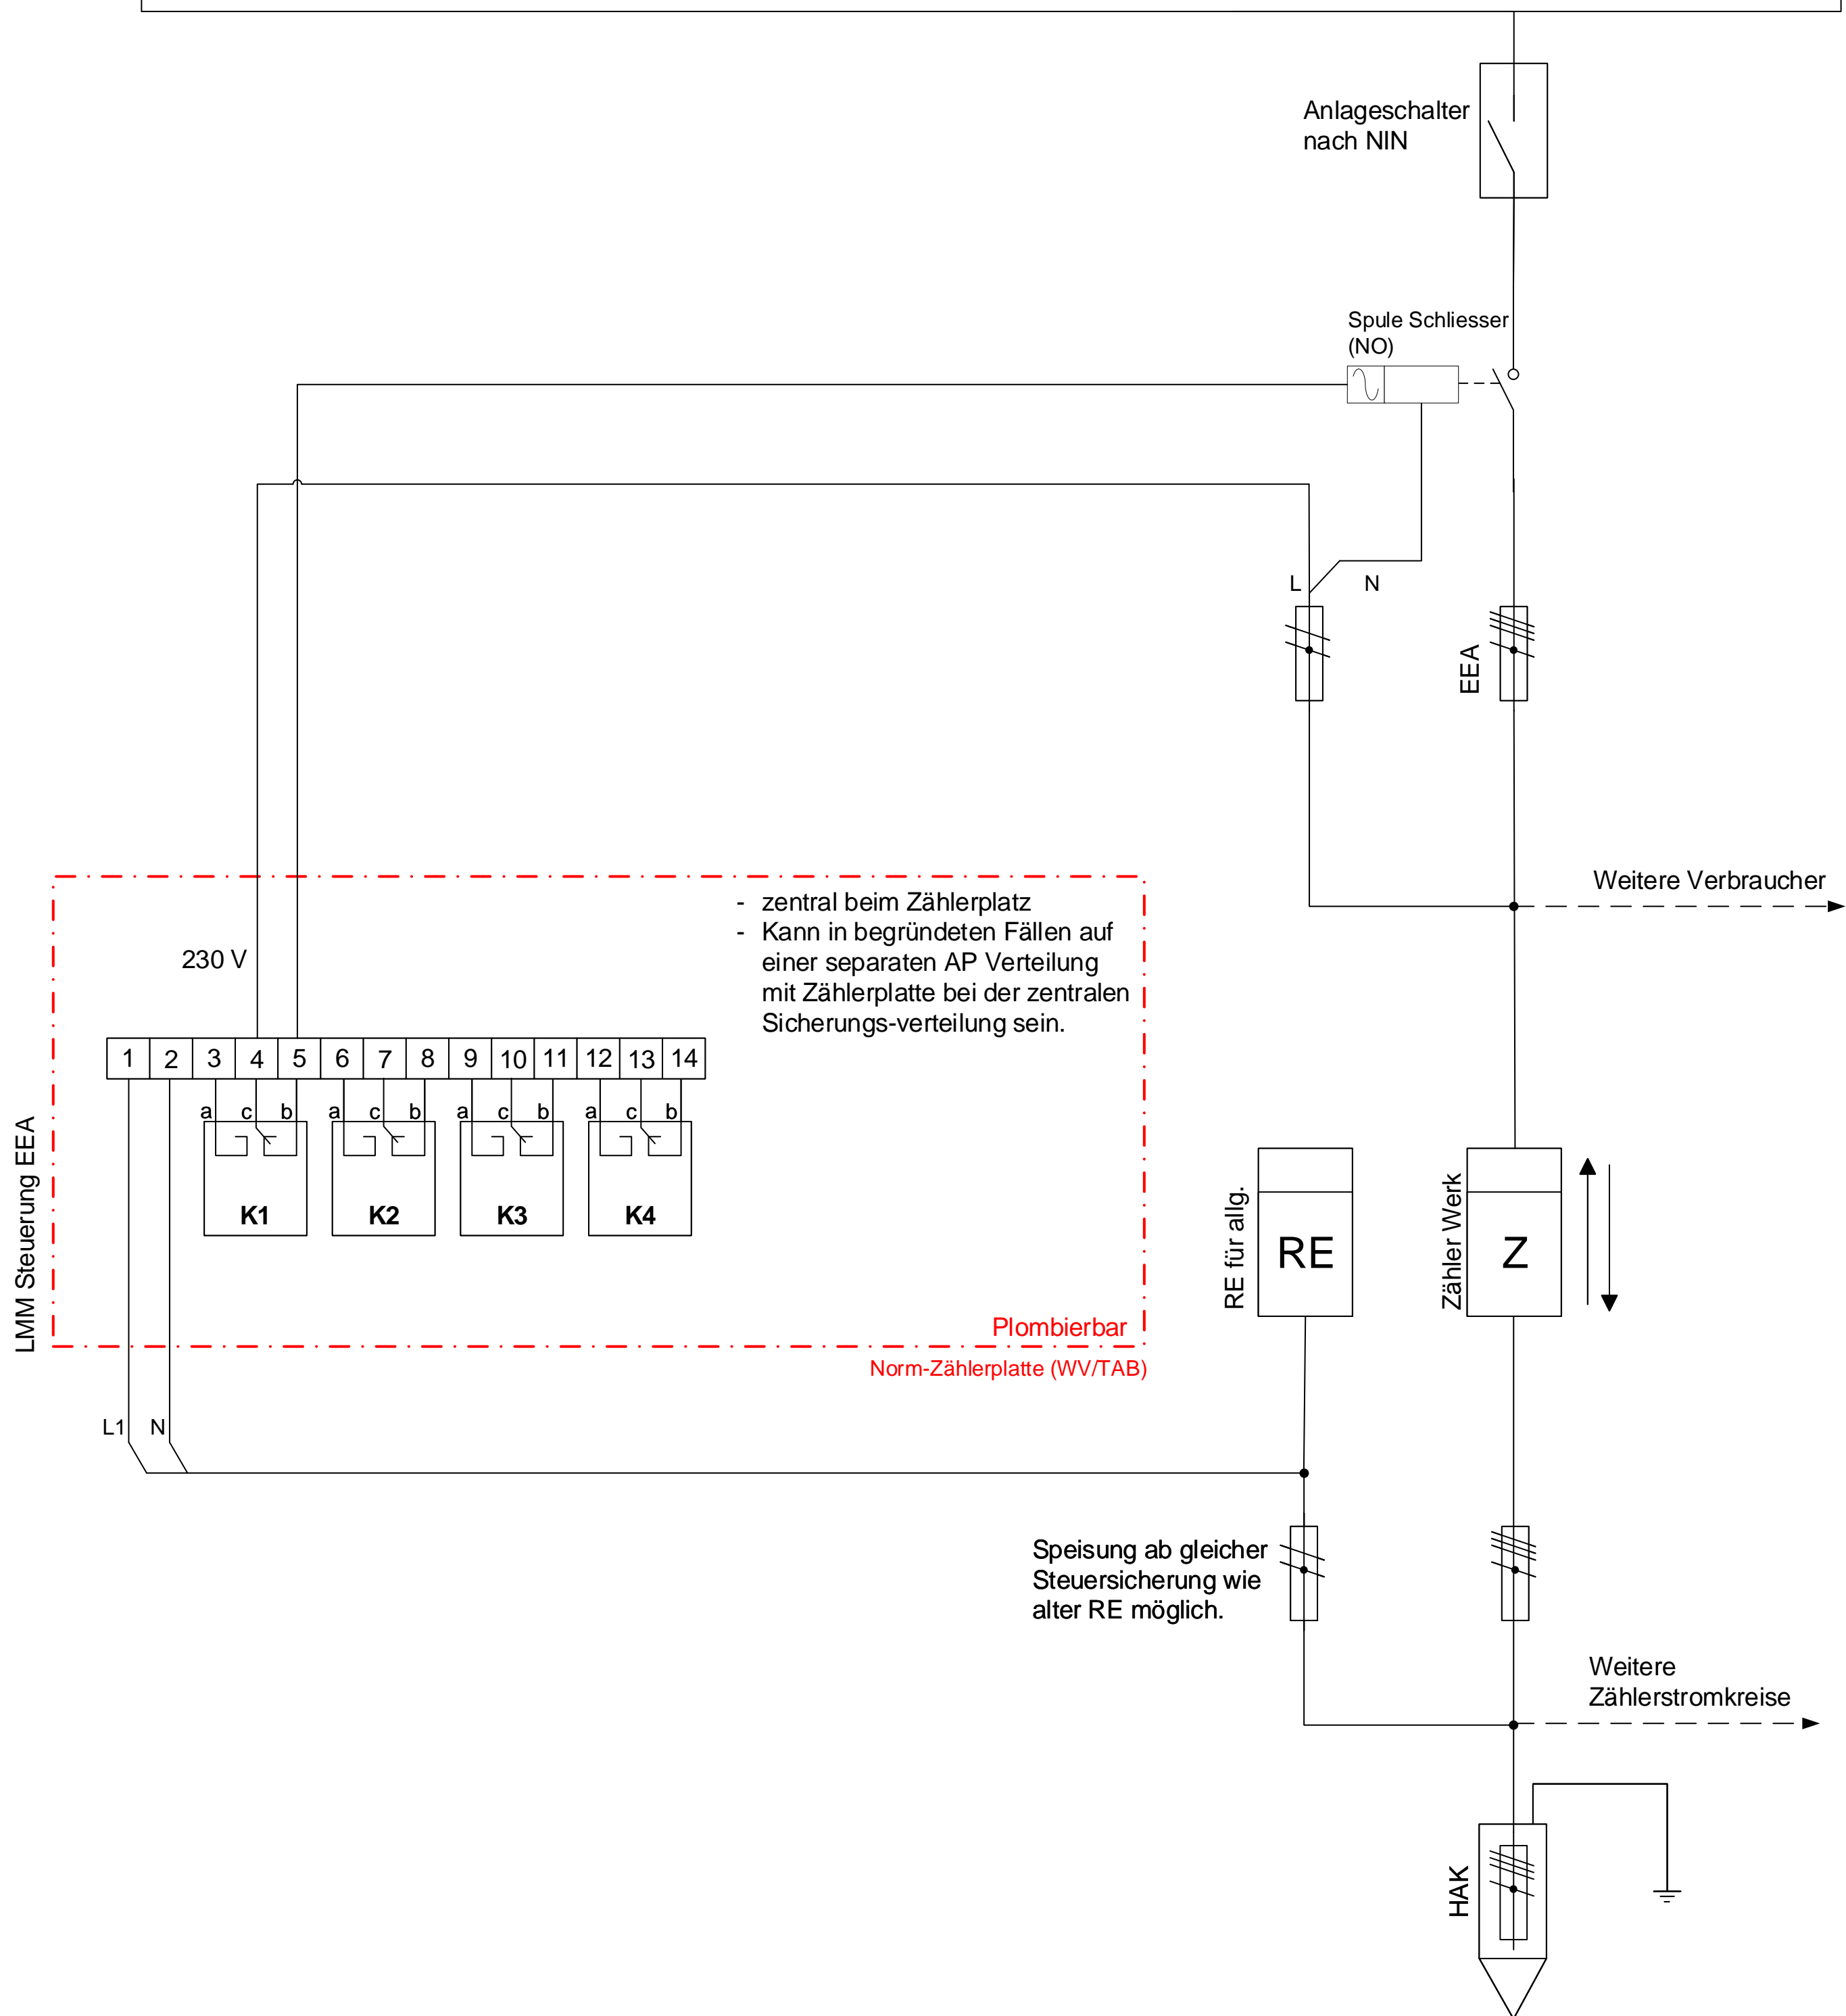 Anlageschalter
nach NIN
Spule Schliesser
(NO)
L
N
EEA
Weitere Verbraucher
- zentral beim Zählerplatz
- Kann in begründeten Fällen auf
einer separaten AP Verteilung
mit Zählerplatte bei der zentralen
Sicherungs-verteilung sein.
230 V
1 2 3 4 5 6 7 8 9 10 11 12 13 14
a c b a c b a c b a c b
K1 K2 K3 K4
LMM Steuerung EEA
RE für allg.
RE
Zähler Werk
Z
Plombierbar
Norm-Zählerplatte (WV/TAB)
L1 N
Speisung ab gleicher
Steuersicherung wie
alter RE möglich.
Weitere
Zählerstromkreise
HAK